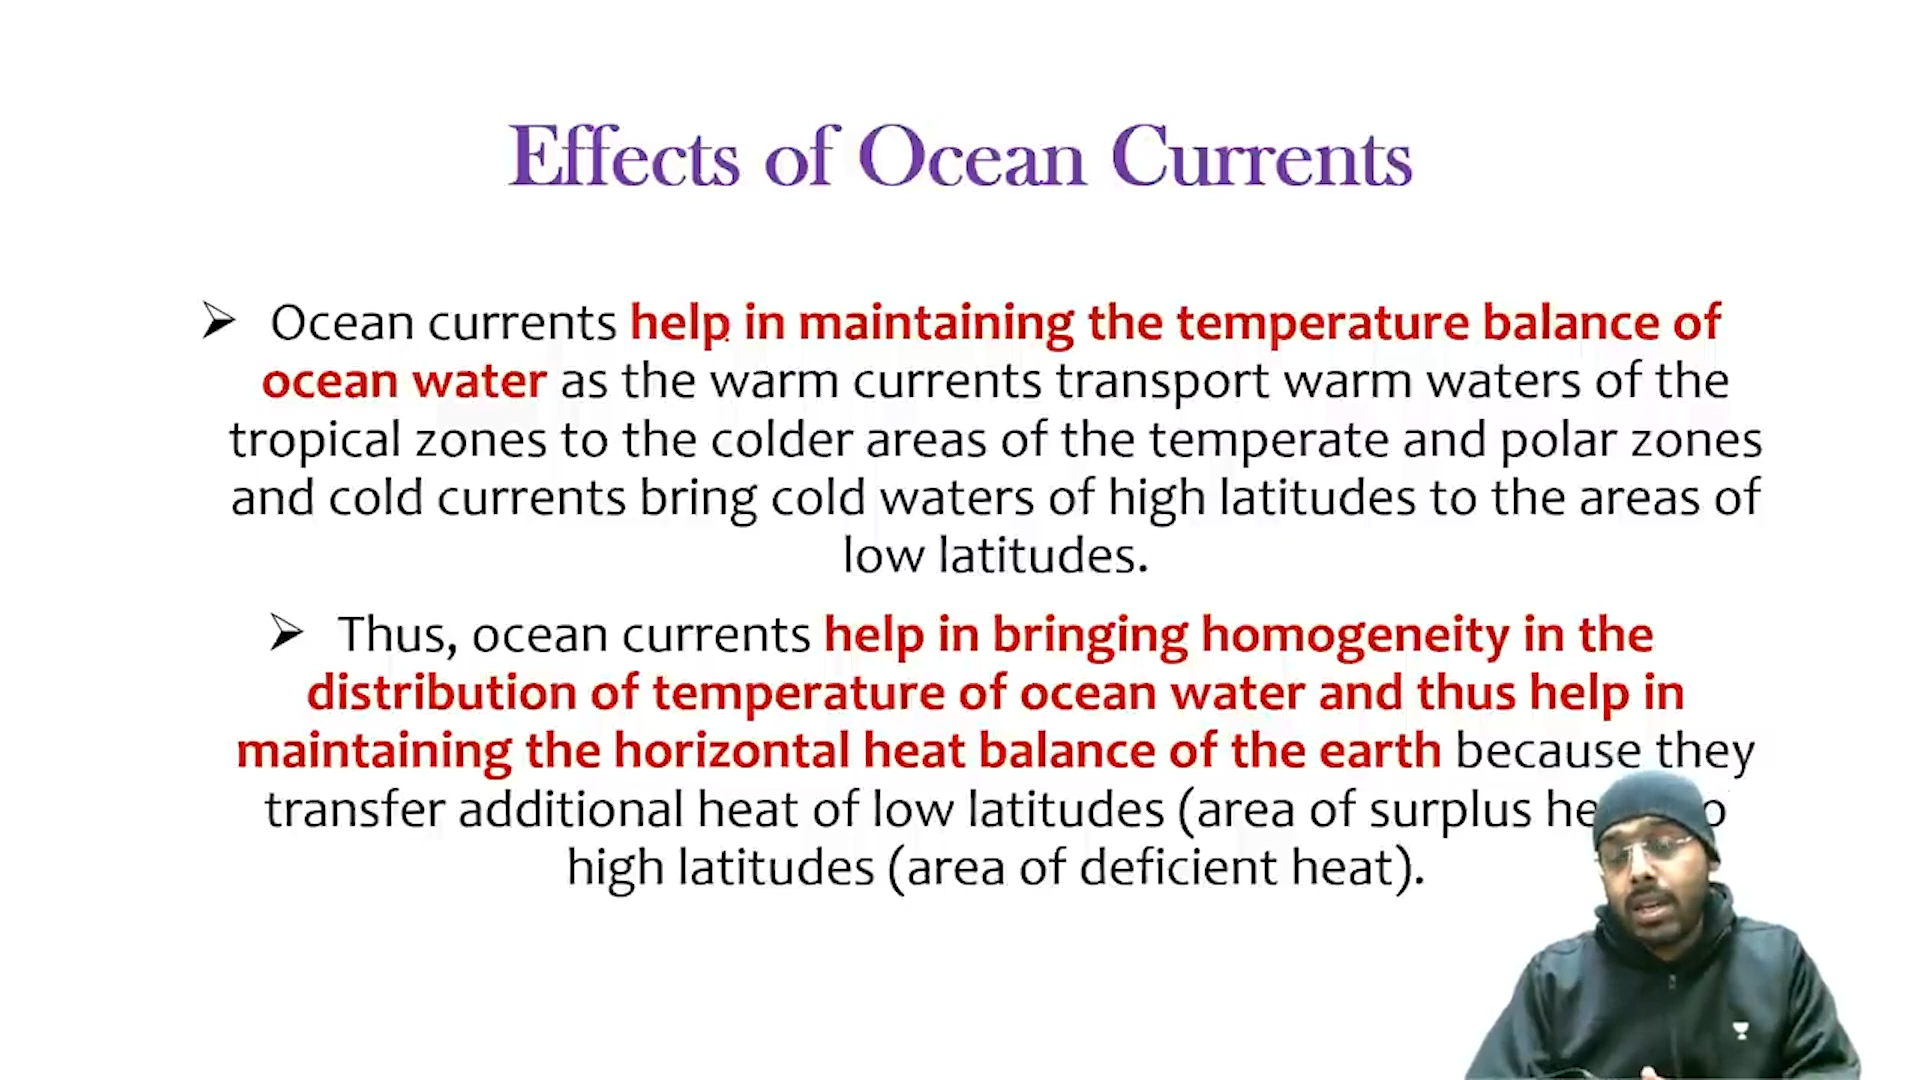 Effects of Ocean Currents
➢ Ocean currents help in maintaining the temperature balance of
ocean water as the warm currents transport warm waters of the
tropical zones to the colder areas of the temperate and polar zones
and cold currents bring cold waters of high latitudes to the areas of
low latitudes.
➢ Thus, ocean currents help in bringing homogeneity in the
distribution of temperature of ocean water and thus help in
maintaining the horizontal heat balance of the earth because they
transfer additional heat of low latitudes (area of surplus
high latitudes (area of deficient heat).